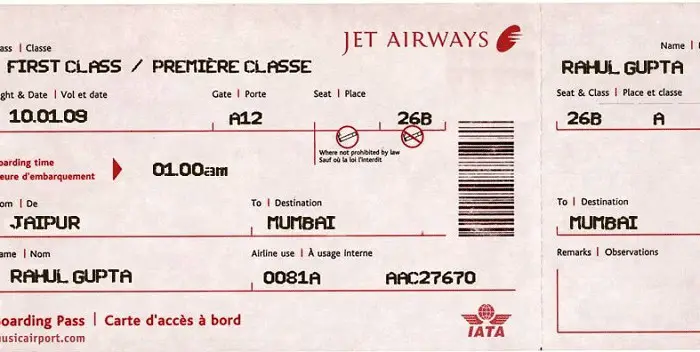 JET AIRWAYS
ass | Classe
FIRST CLASS / PREMIÈRE CLASSE
ght & Date | Vol et date
Gate | Porte
Seat | Place
10.01.09
A12
26B
Where not prohibited by law
Sauf où la loi l'interdit
oarding time
eure d'embarquement
01.00am
om | De
To | Destination
JAIPUR
MUMBAI
ame | Nom
Airline use | À usage Interne
RAHUL GUPTA
0081A
AAC27670
oarding Pass | Carte d'accès à bord
usicairport.com
IATA
Name |
RAHUL GUPTA
Seat & Class | Place et classe
26B
A
To | Destination
MUMBAI
Remarks | Observations